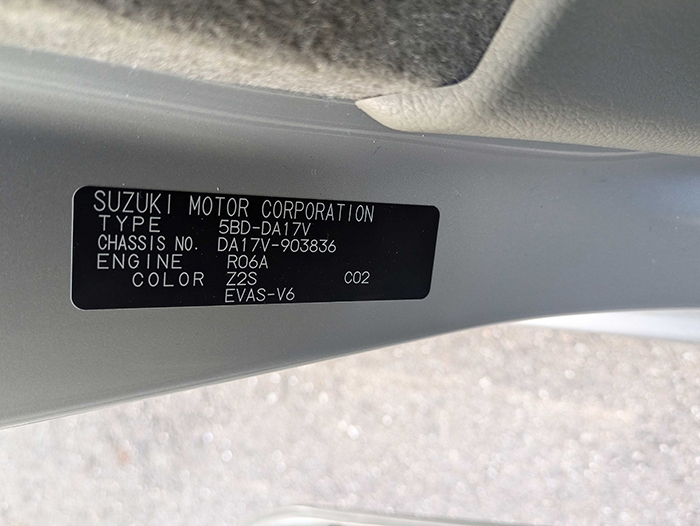 SUZUKI MOTOR CORPORATION
TYPE 5BD-DA17V
CHASSIS NO. DA17V-903836
ENGINE R06A
COLOR Z2S C02
EVAS-V6